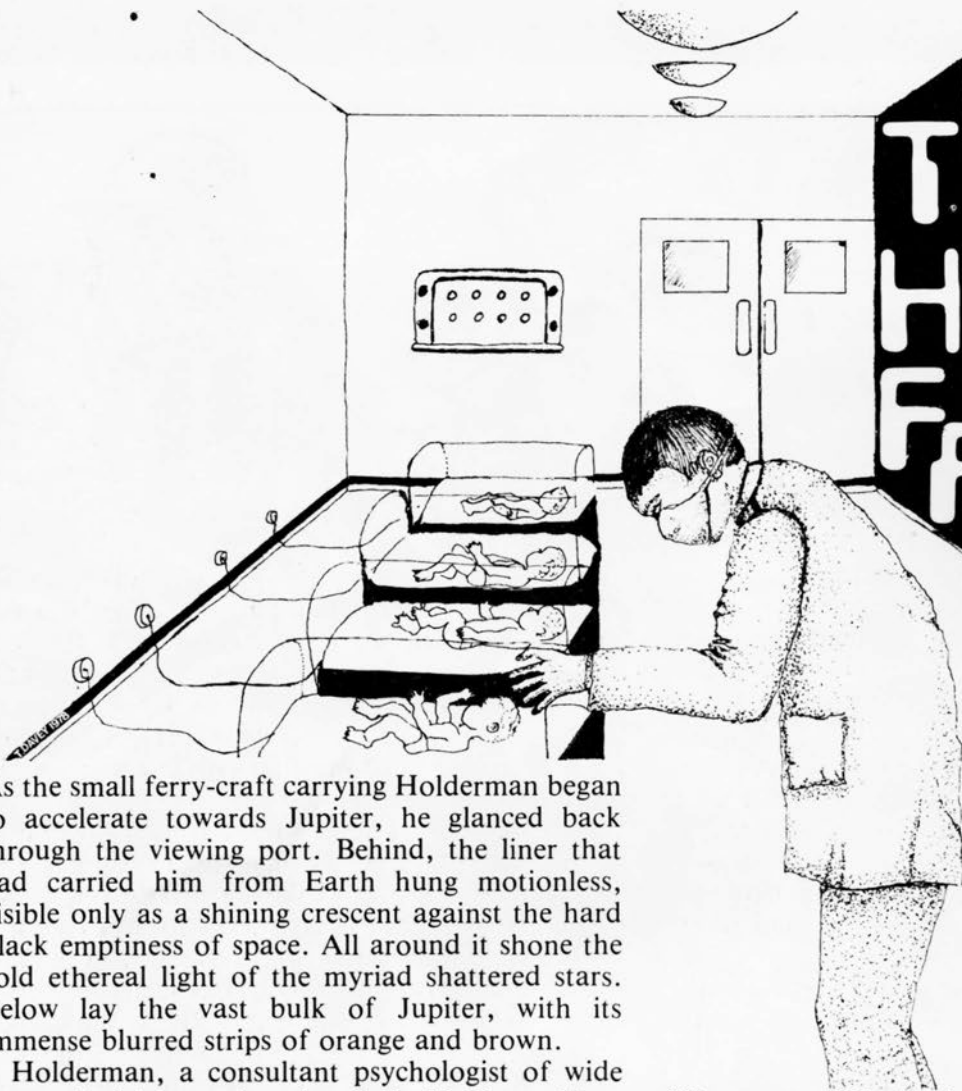 T
H
T DAVEY 1978
s the small ferry-craft carrying Holderman began
o accelerate towards Jupiter, he glanced back
hrough the viewing port. Behind, the liner that
ad carried him from Earth hung motionless,
isible only as a shining crescent against the hard
lack emptiness of space. All around it shone the
old ethereal light of the myriad shattered stars.
elow lay the vast bulk of Jupiter, with its
mmense blurred strips of orange and brown.
Holderman, a consultant psychologist of wide